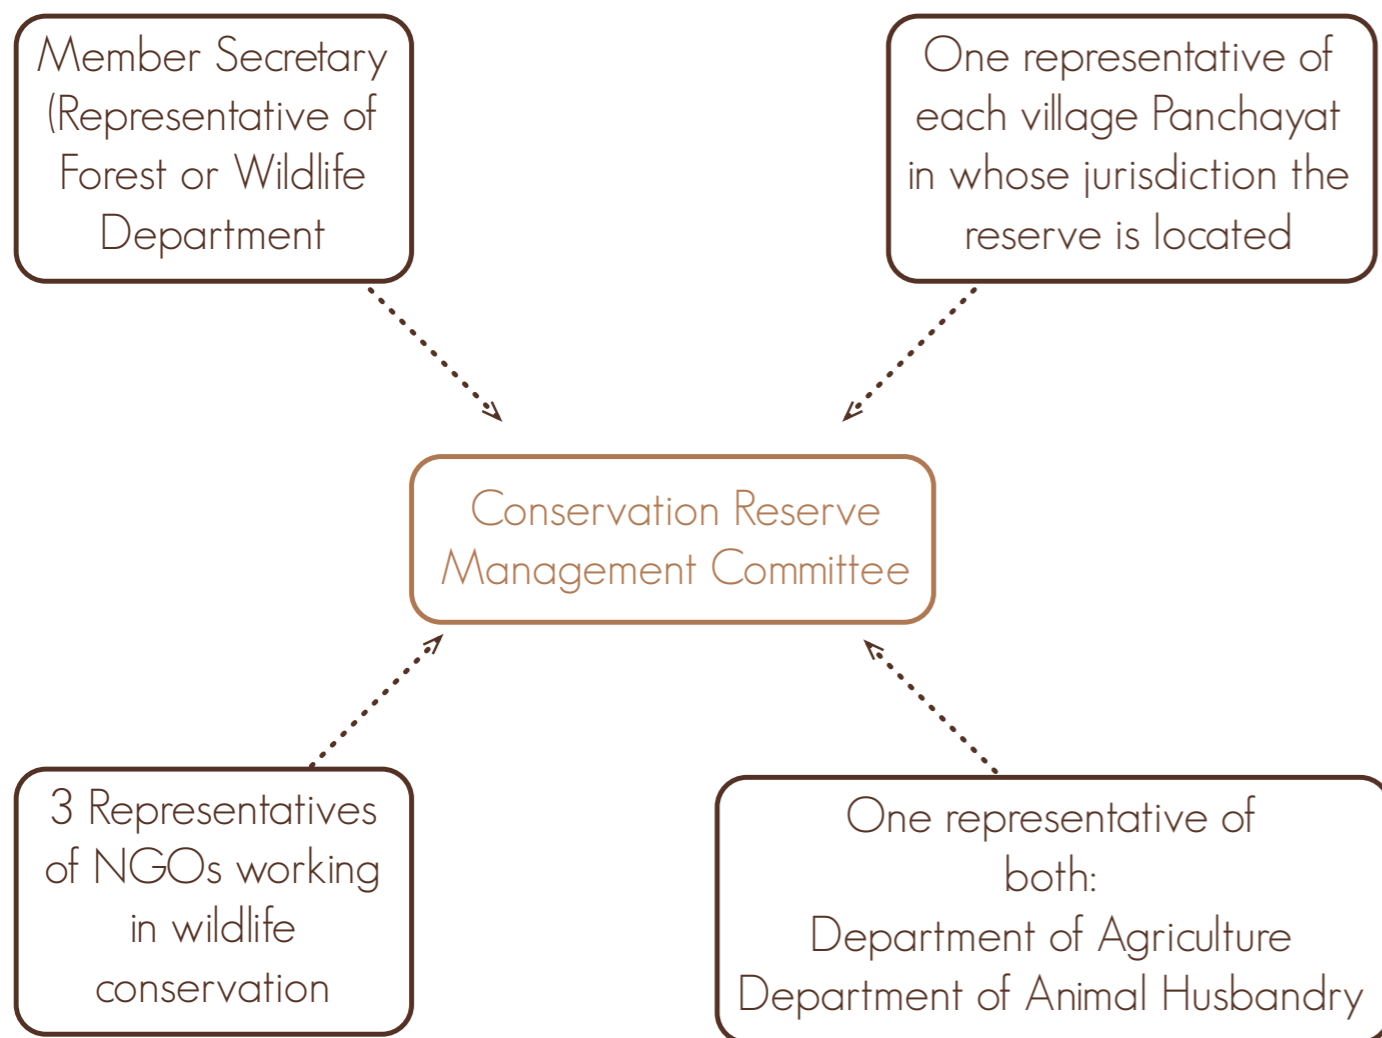 Member Secretary
(Representative of
Forest or Wildlife
Department
One representative of
each village Panchayat
in whose jurisdiction the
reserve is located
Conservation Reserve
Management Committee
3 Representatives
of NGOs working
in wildlife
conservation
One representative of
both:
Department of Agriculture
Department of Animal Husbandry